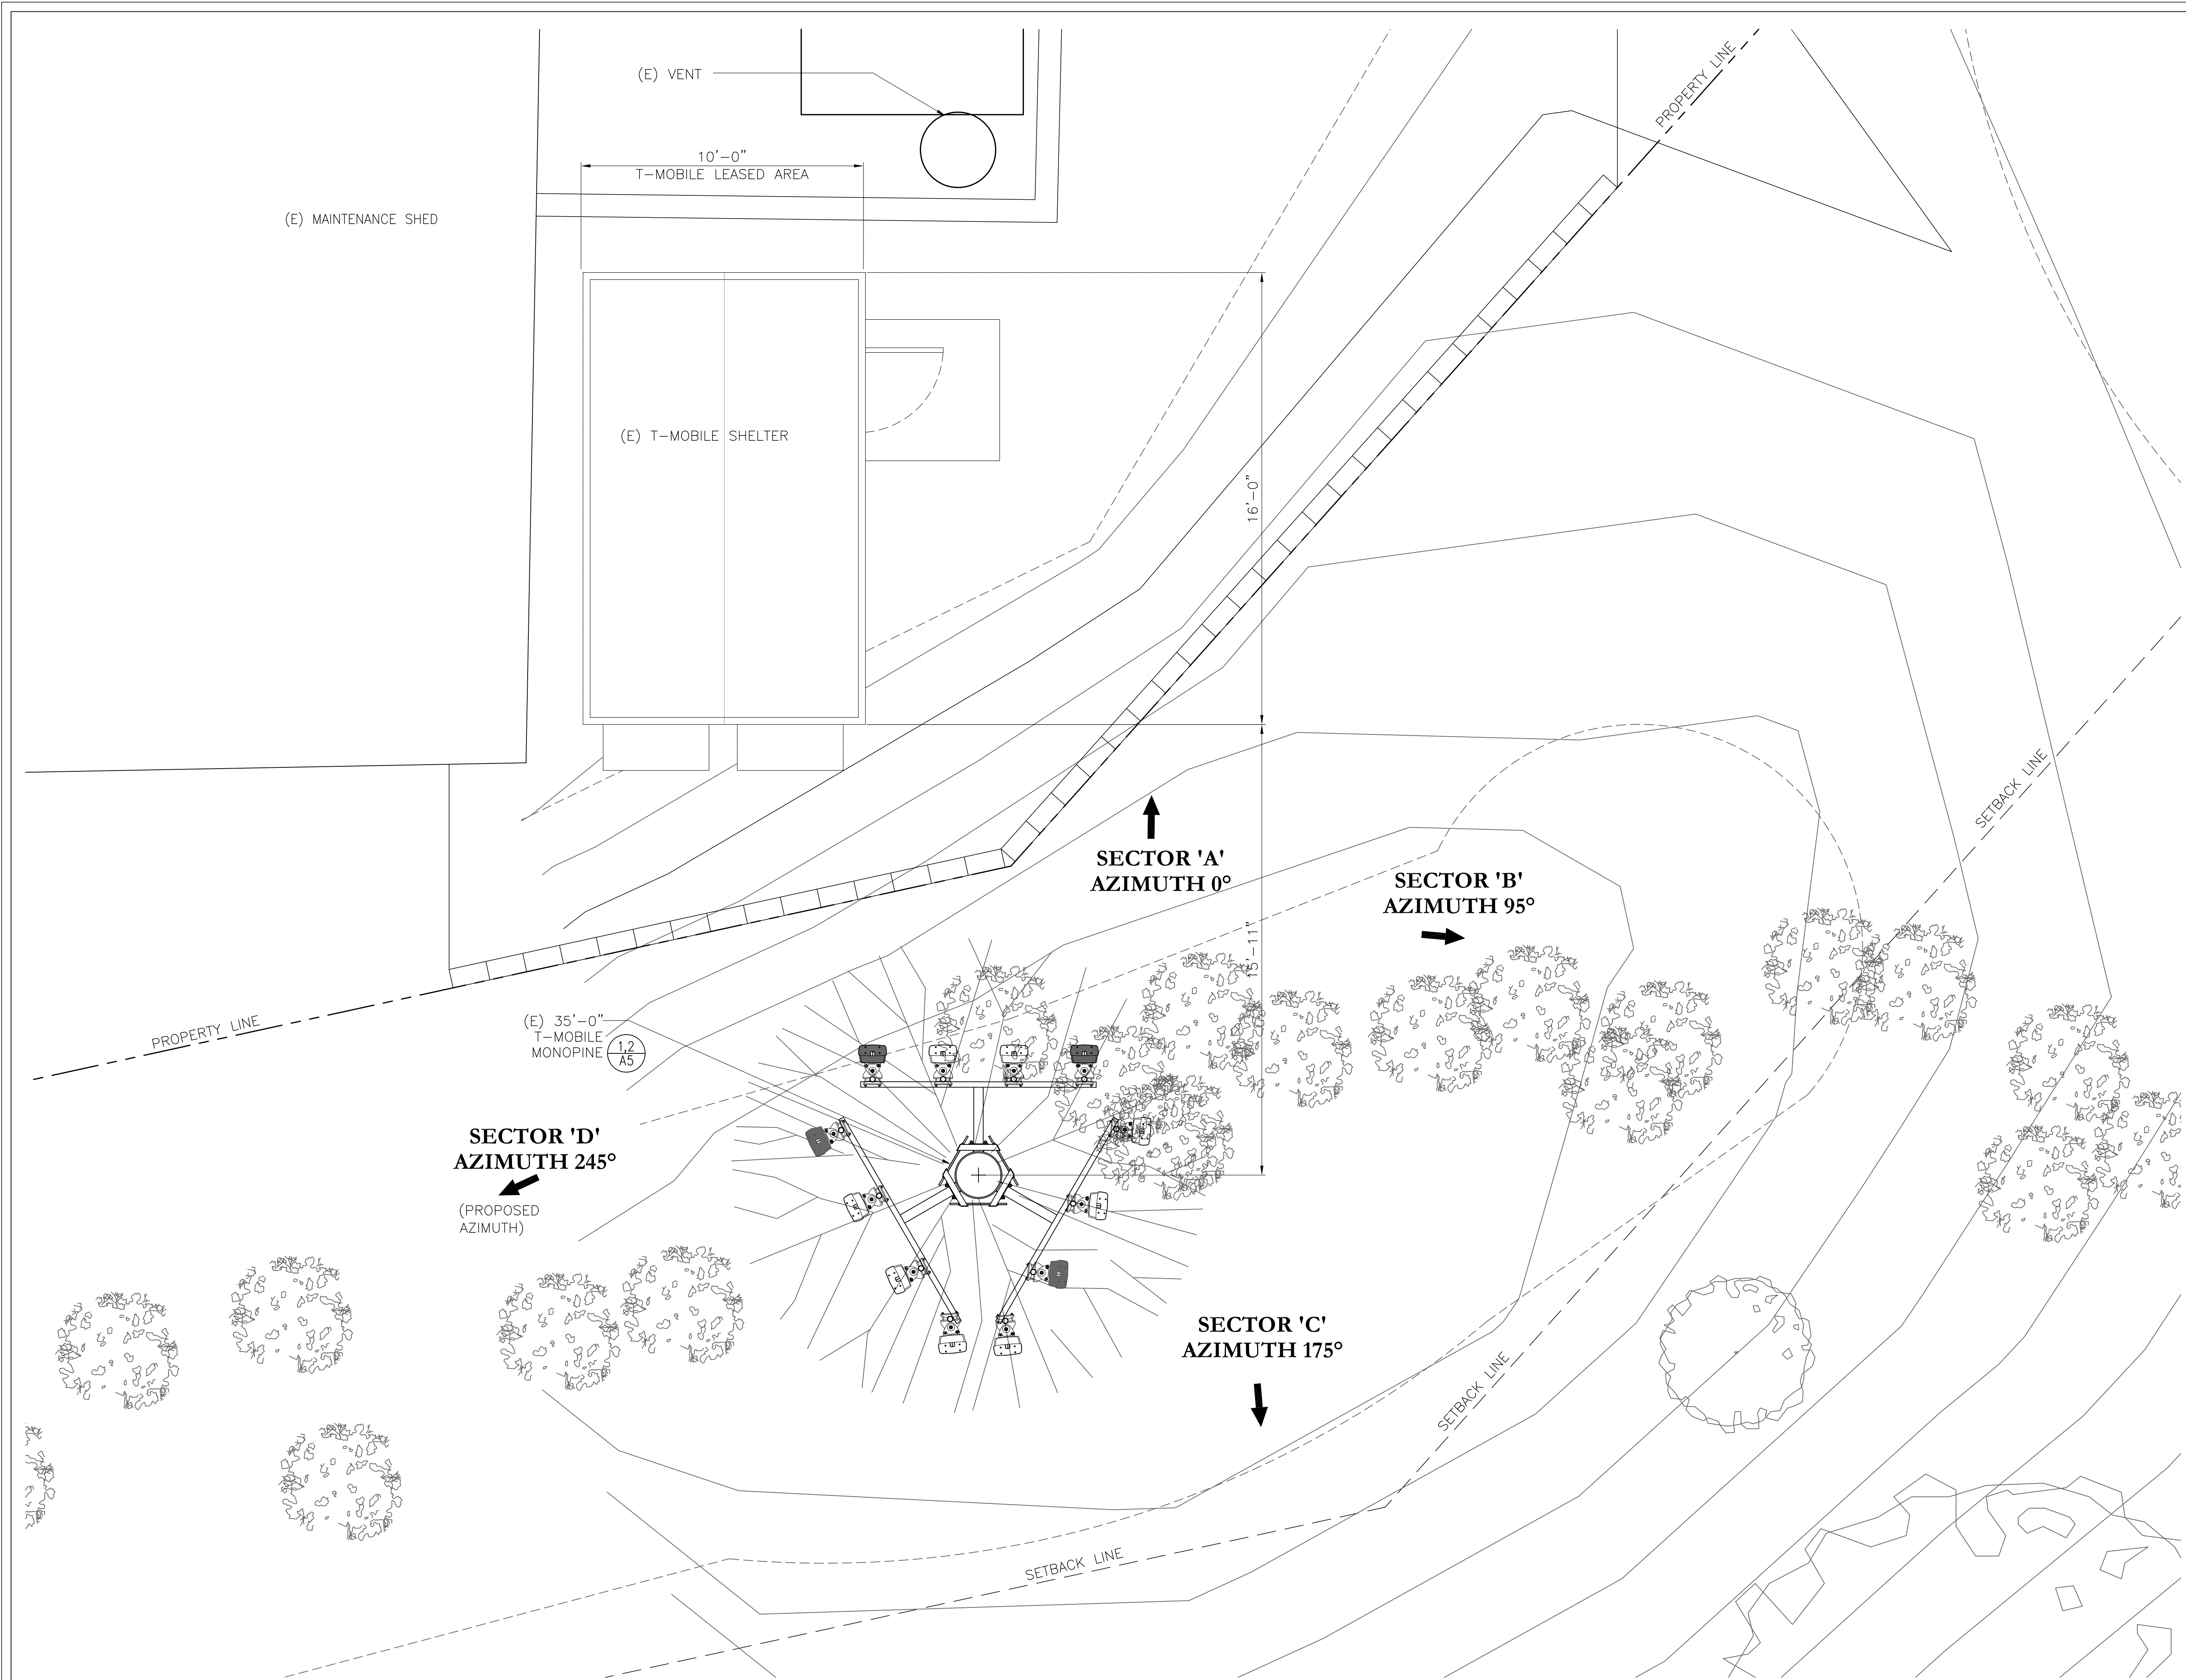 (E) VENT
PROPERTY LINE
10'-0"
T-MOBILE LEASED AREA
(E) MAINTENANCE SHED
(E) T-MOBILE SHELTER
16'-0"
SETBACK LINE
SECTOR 'A'
AZIMUTH 0°
SECTOR 'B'
AZIMUTH 95°
15'-11"
PROPERTY LINE
(E) 35'-0"
T-MOBILE
MONOPINE
1,2
A5
SECTOR 'D'
AZIMUTH 245°
(PROPOSED
AZIMUTH)
SECTOR 'C'
AZIMUTH 175°
SETBACK LINE
SETBACK LINE